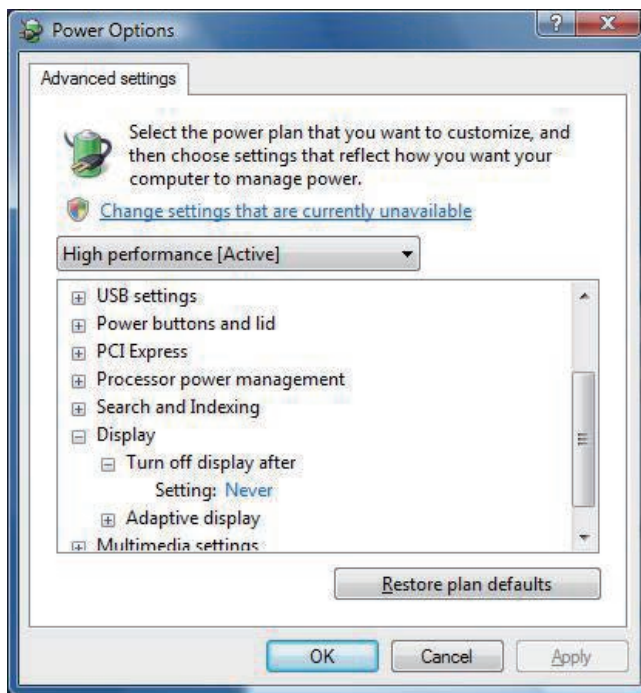 Power Options
Advanced settings
Select the power plan that you want to customize, and
then choose settings that reflect how you want your
computer to manage power.
Change settings that are currently unavailable
High performance [Active]
USB settings
Power buttons and lid
PCI Express
Processor power management
Search and Indexing
Display
Turn off display after
Setting: Never
Adaptive display
Multimedia settings
Restore plan defaults
OK Cancel Apply